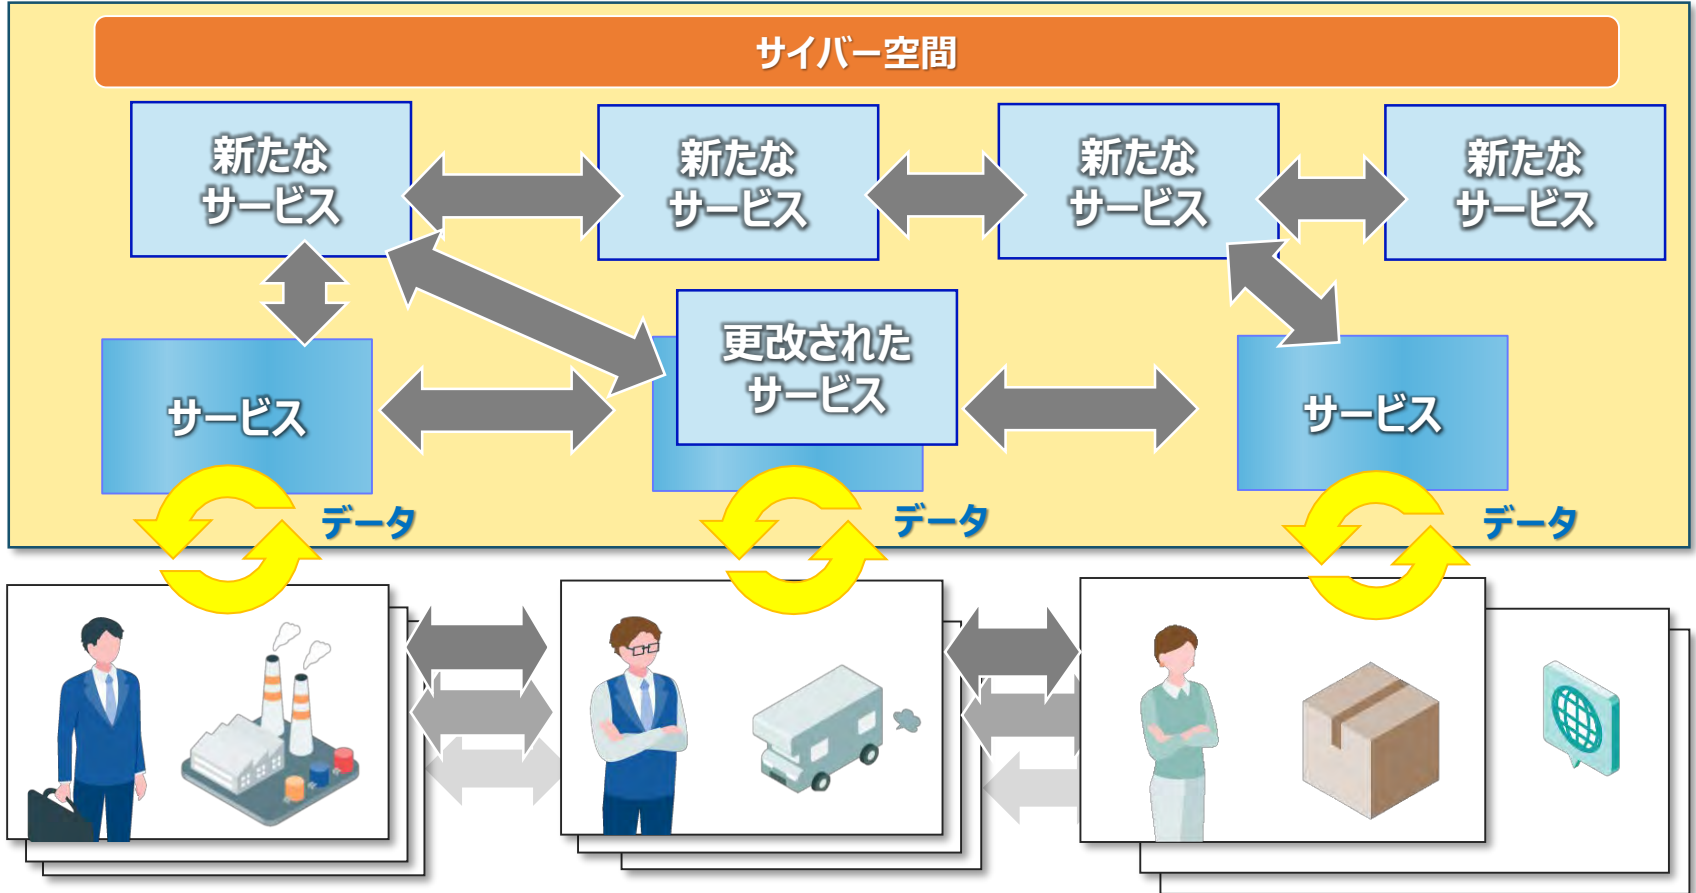 サイバー空間
新たな
サービス
新たな
サービス
新たな
サービス
新たな
サービス
サービス
更改された
サービス
サービス
データ
データ
データ